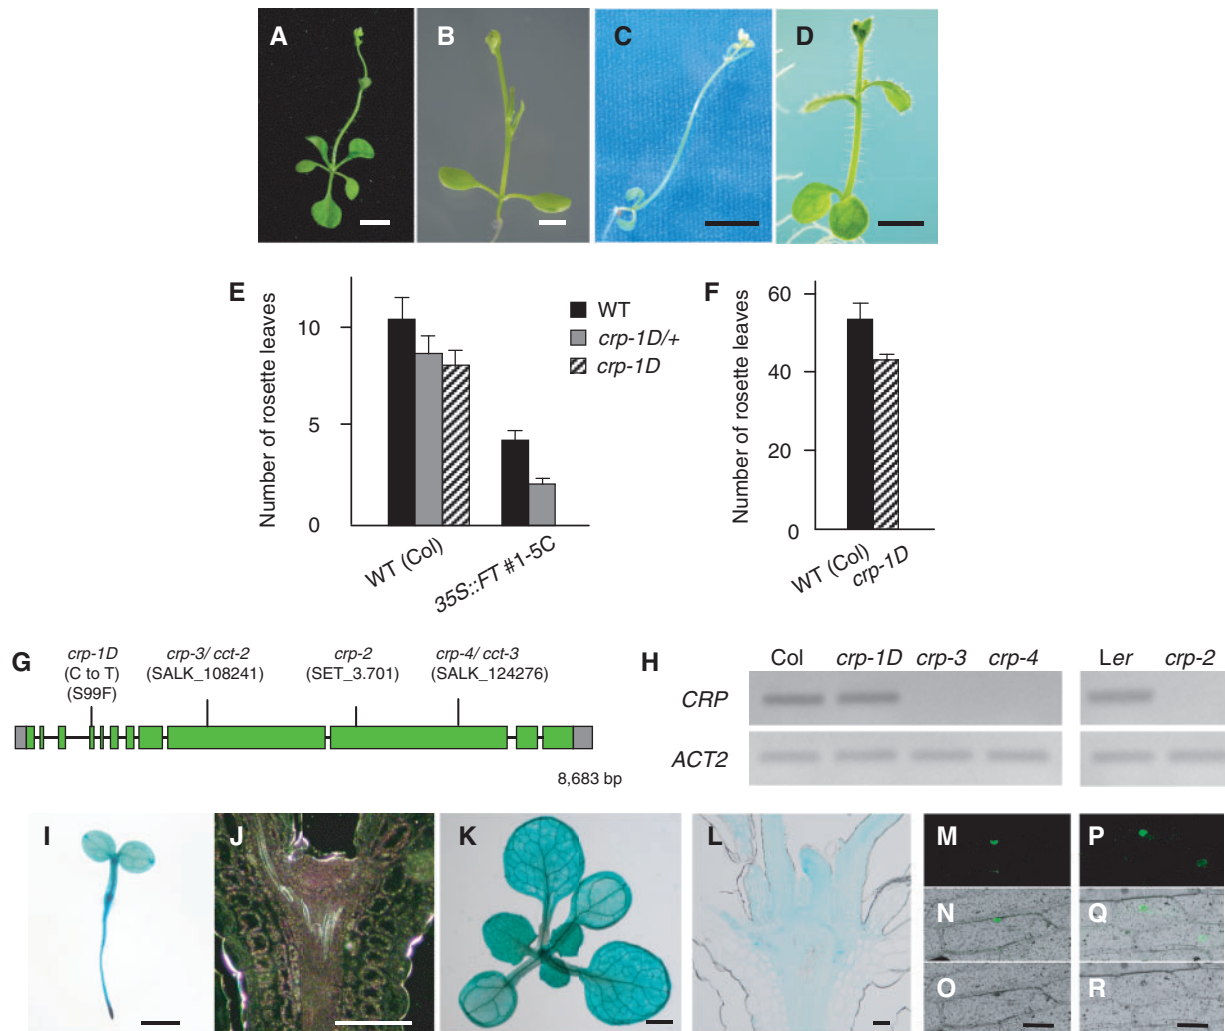 A
B
C
D
E
Number of rosette leaves
10
5
0
WT (Col)
35S::FT #1-5C
WT
crp-1D/+
crp-1D
F
Number of rosette leaves
60
40
20
0
WT (Col)
crp-1D
G
crp-1D
(C to T)
(S99F)
crp-3/ cct-2
(SALK_108241)
crp-2
(SET_3.701)
crp-4/ cct-3
(SALK_124276)
8,683 bp
H
Col crp-1D crp-3 crp-4 Ler crp-2
CRP
ACT2
I
J
K
L
M
N
O
P
Q
R